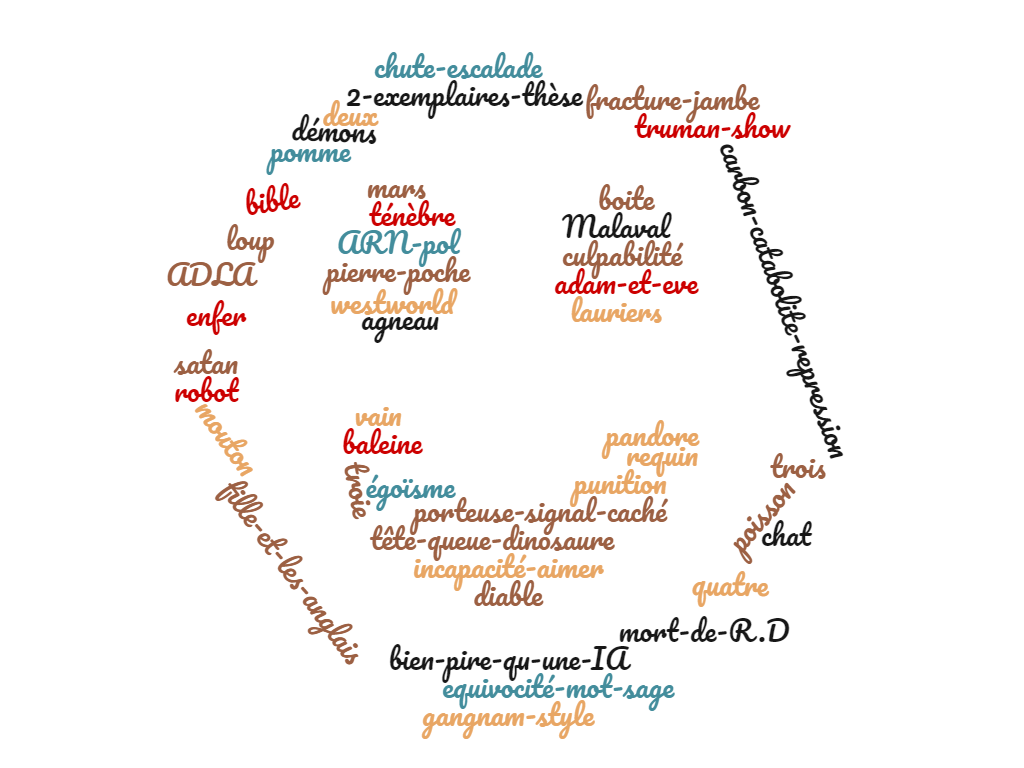 chute-escalade
2-exemplaires-thèse
fracture-jambe
deux
truman-show
démons
pomme
carbon-catabolite-repression
bible
mars
boite
ténèbre
Malaval
loup
ARN-pol
culpabilité
ADLA
pierre-poche
adam-et-eve
enfer
westworld
lauriers
agneau
satan
robot
mouton
vain
baleine
pandore
requin
trois
troie
égoïsme
punition
poisson
fille-et-les-anglais
porteuse-signal-caché
chat
tête-queue-dinosaure
incapacité-aimer
quatre
diable
mort-de-R.D
bien-pire-qu-une-IA
equivocité-mot-sage
gangnam-style